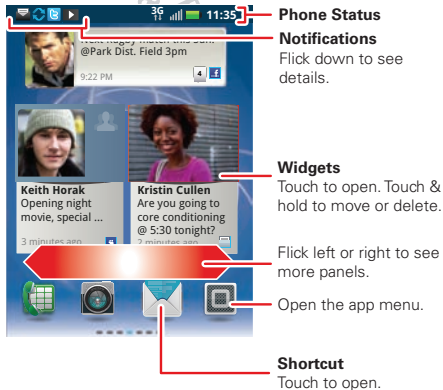 3G 11:35
Phone Status
Notifications
Flick down to see
details.
@Park Dist. Field 3pm
9:22 PM
4
Keith Horak
Opening night
movie, special ...
3 minutes ago
Kristin Cullen
Are you going to
core conditioning
@ 5:30 tonight?
2 minutes ago
Widgets
Touch to open. Touch &
hold to move or delete.
Flick left or right to see
more panels.
Open the app menu.
Shortcut
Touch to open.